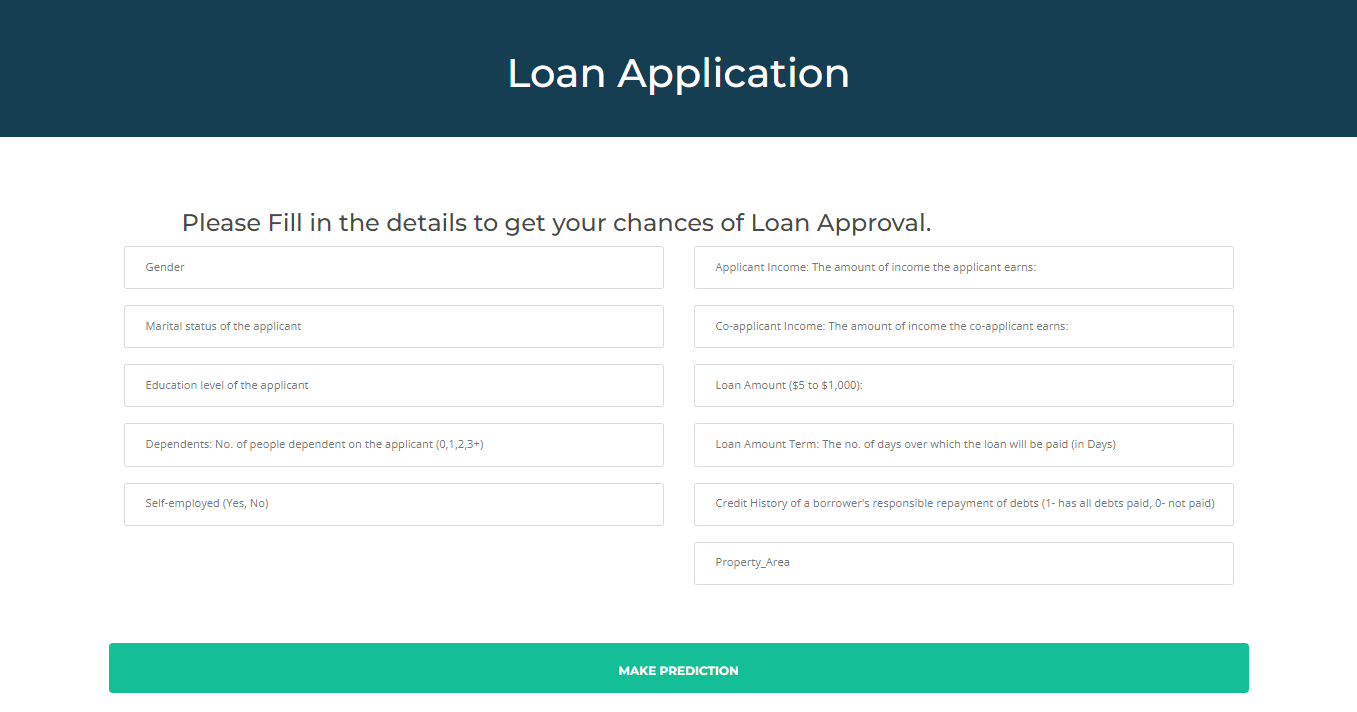 Loan Application
Please Fill in the details to get your chances of Loan Approval.
Gender
Marital status of the applicant
Education level of the applicant
Dependents: No. of people dependent on the applicant (0,1,2,3+)
Self-employed (Yes, No)
Applicant Income: The amount of income the applicant earns:
Co-applicant Income: The amount of income the co-applicant earns:
Loan Amount ($5 to $1,000):
Loan Amount Term: The no. of days over which the loan will be paid (in Days)
Credit History of a borrower's responsible repayment of debts (1- has all debts paid, 0- not paid)
Property_Area
MAKE PREDICTION